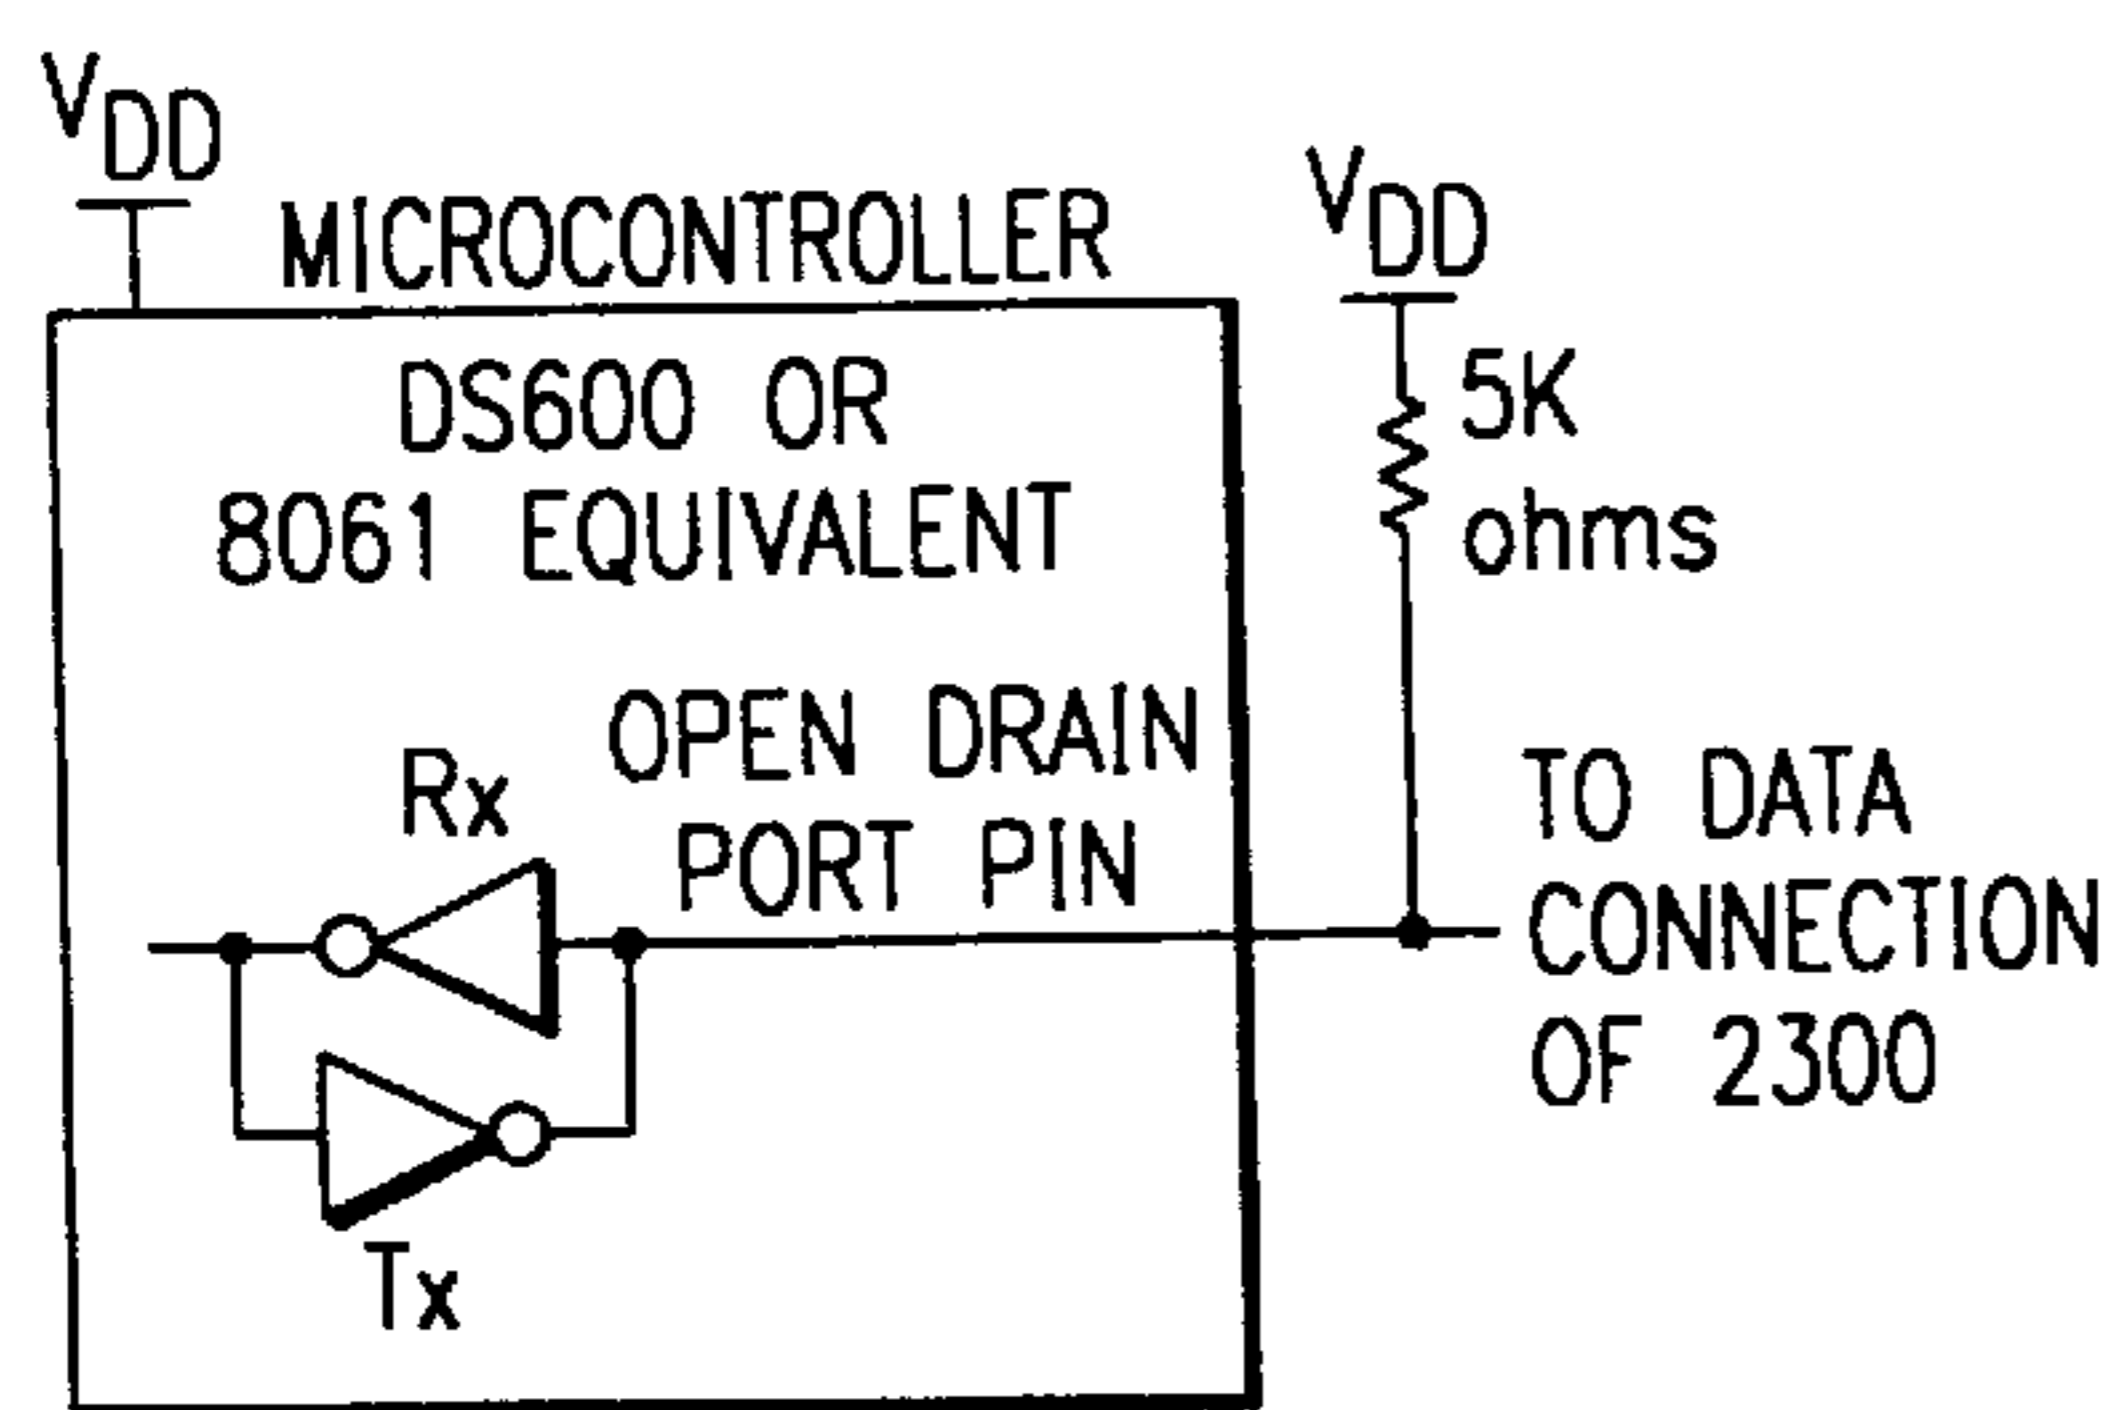 VDD
MICROCONTROLLER
VDD
DS600 OR
8061 EQUIVALENT
5K
ohms
OPEN DRAIN
PORT PIN
Rx
Tx
TO DATA
CONNECTION
OF 2300